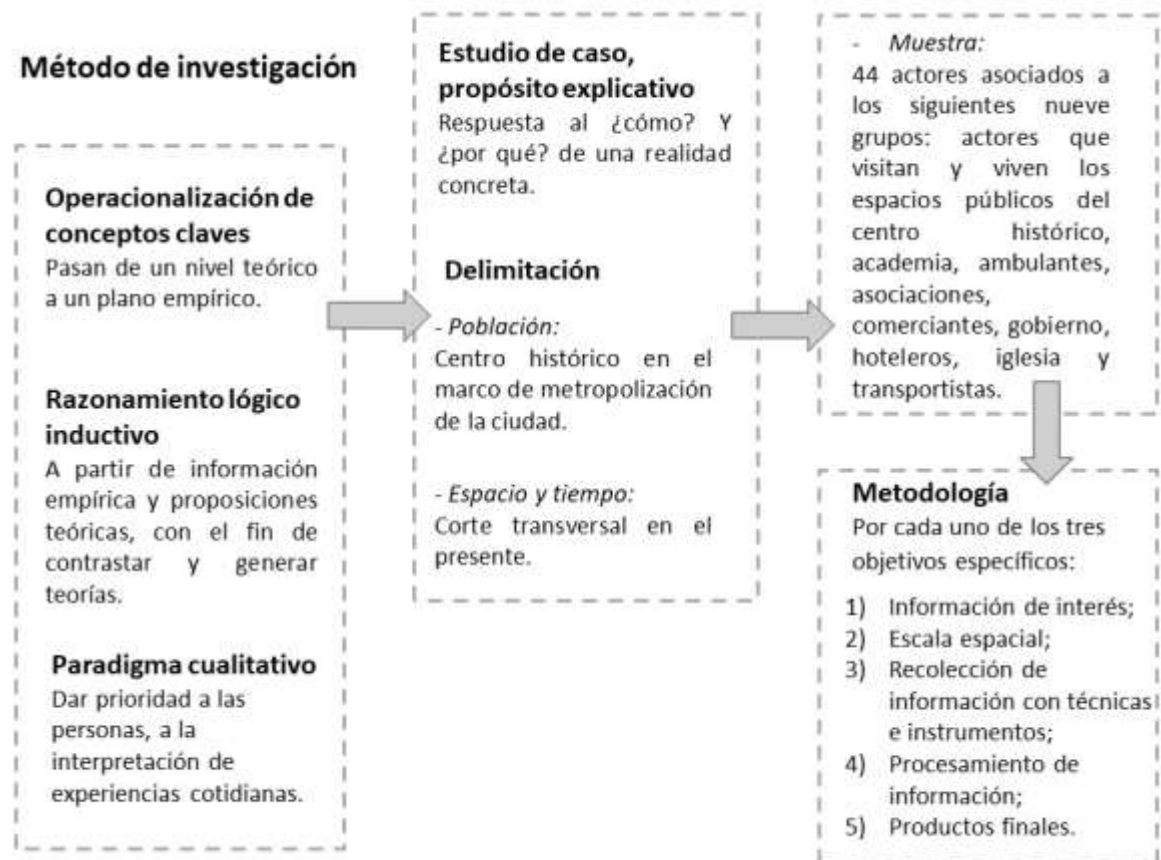 Método de investigación
Operacionalización de
conceptos claves
Pasan de un nivel teórico
a un plano empírico.
Razonamiento lógico
inductivo
A partir de información
empírica y proposiciones
teóricas, con el fin de
contrastar y generar
teorías.
Paradigma cualitativo
Dar prioridad a las
personas, a la
interpretación de
experiencias cotidianas.
Estudio de caso,
propósito explicativo
Respuesta al ¿cómo? Y
¿por qué? de una realidad
concreta.
Delimitación
- Población:
Centro histórico en el
marco de metropolización
de la ciudad.
- Espacio y tiempo:
Corte transversal en el
presente.
- Muestra:
44 actores asociados a
los siguientes nueve
grupos: actores que
visitan y viven los
espacios públicos del
centro histórico,
academia, ambulantes,
asociaciones,
comerciantes, gobierno,
hoteleros, iglesia y
transportistas.
Metodología
Por cada uno de los tres
objetivos específicos:
1) Información de interés;
2) Escala espacial;
3) Recolección de
información con técnicas
e instrumentos;
4) Procesamiento de
información;
5) Productos finales.